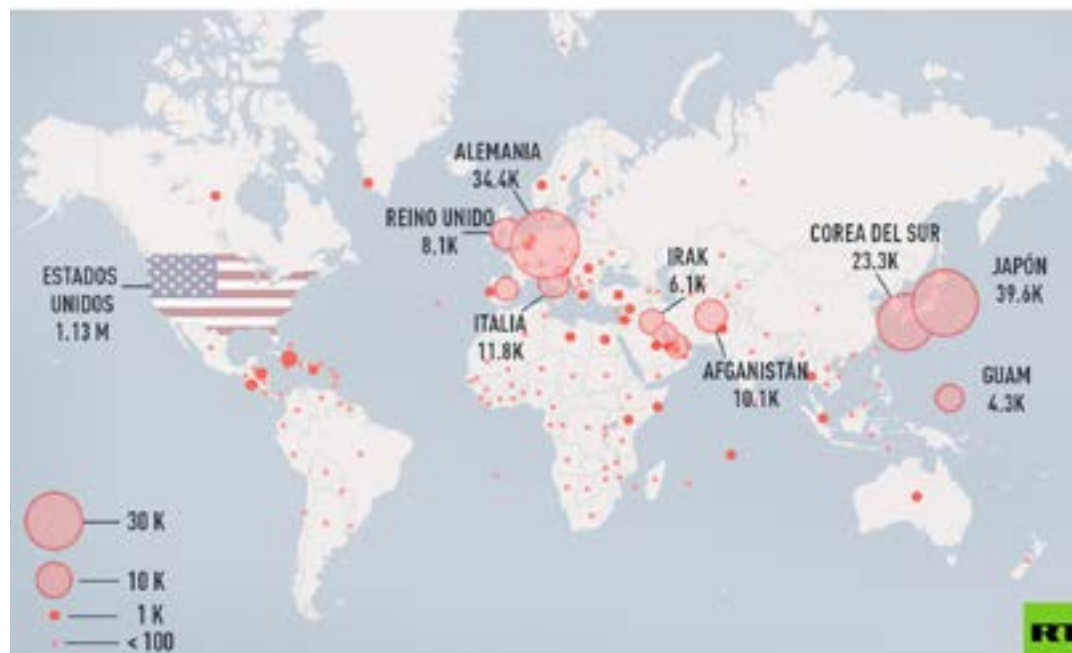 ALEMANIA
34.4K
REINO UNIDO
8.1K
COREA DEL SUR
23.3K
JAPÓN
39.6K
IRAK
6.1K
ESTADOS
UNIDOS
1.13 M
ITALIA
11.8K
AFGANISTÁN
10.1K
GUAM
4.3K
30 K
10 K
1 K
< 100
RT